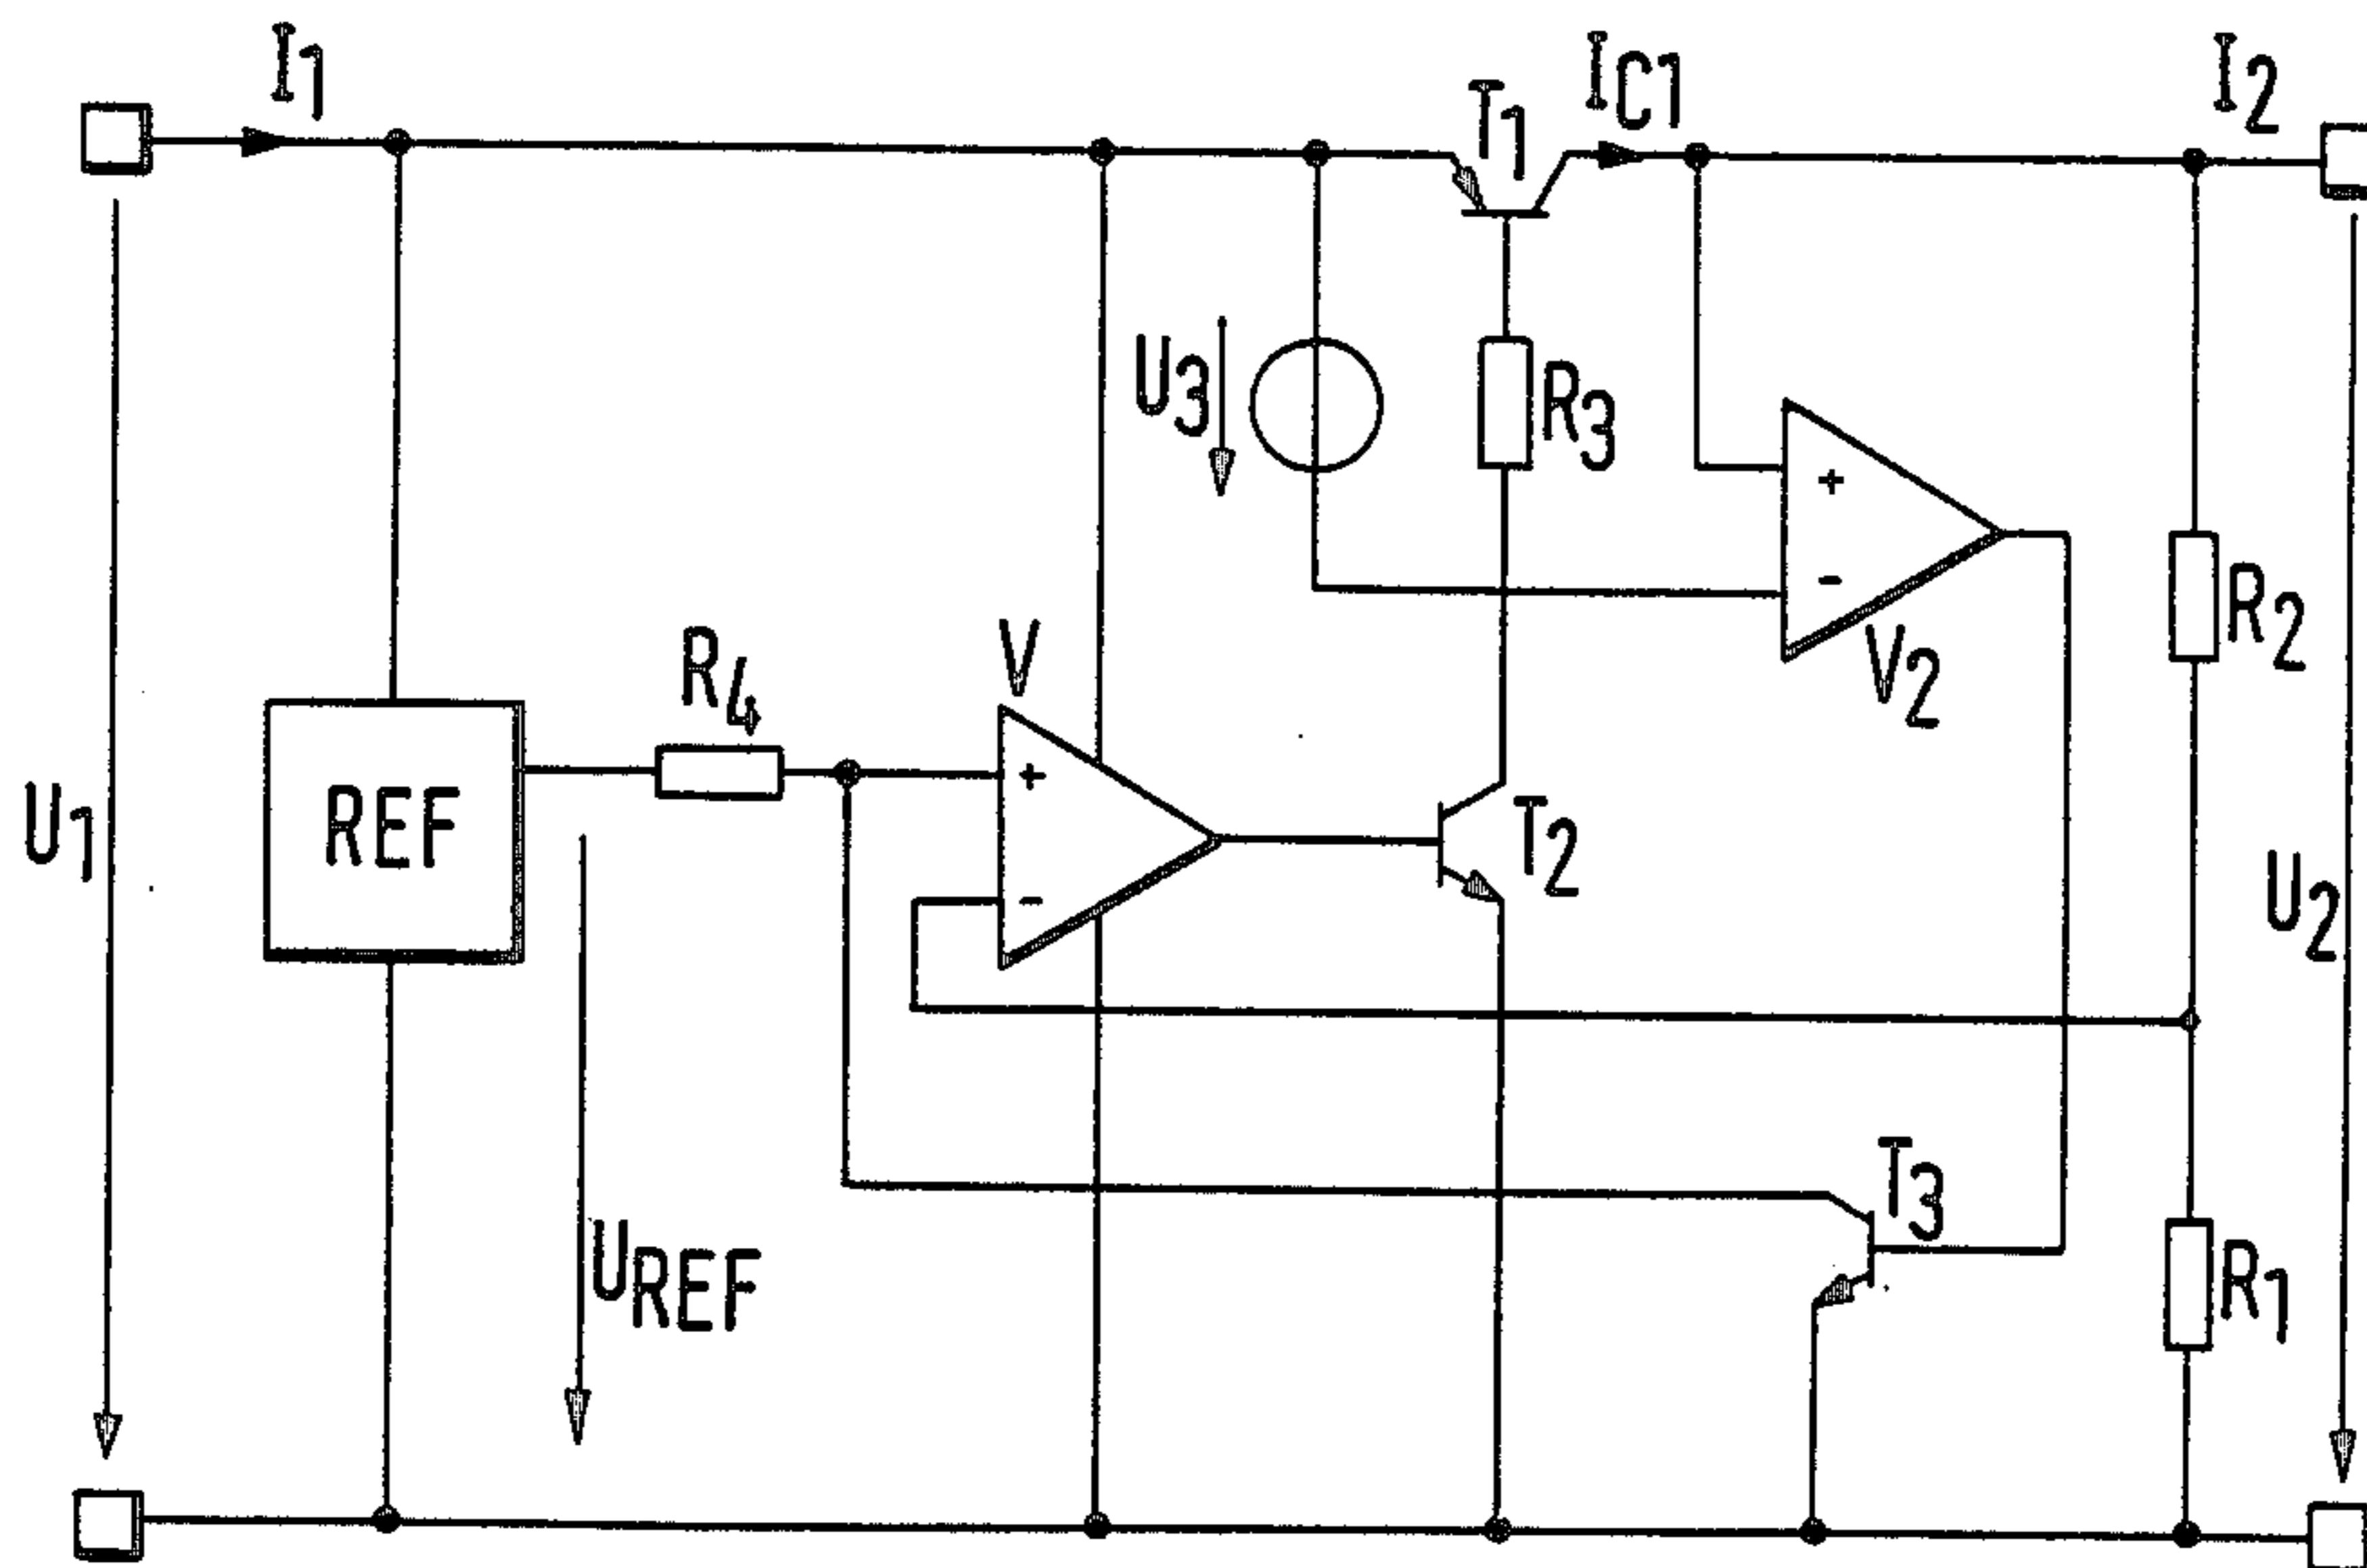 I1
IC1
I2
T1
U3
R3
+
-
V2
R2
R4
V
+
-
U1
REF
T2
U2
UREF
T3
R1